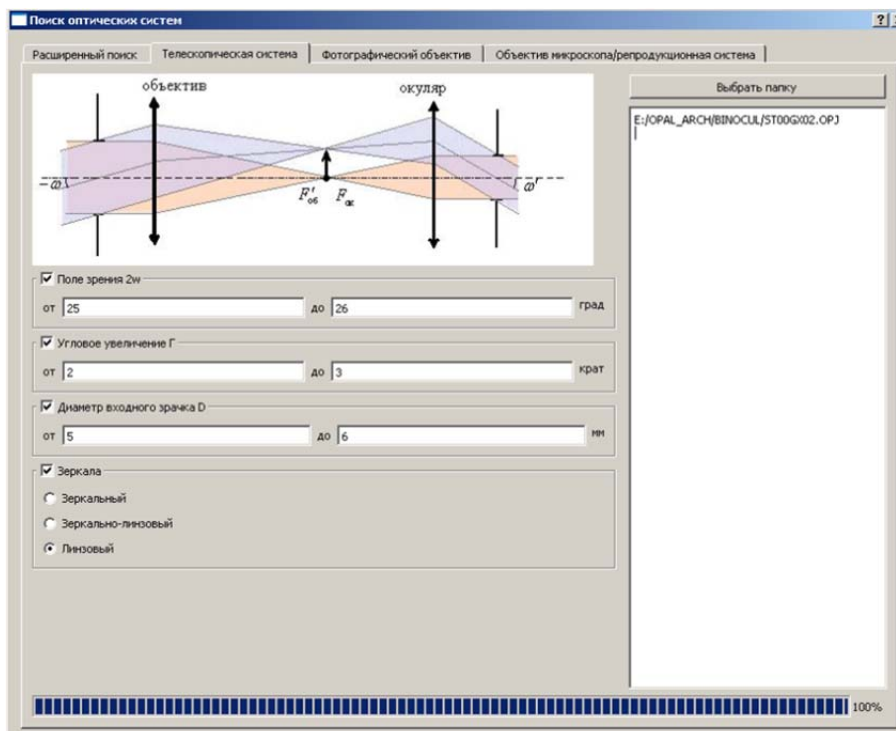 Поиск оптических систем
Расширенный поиск Телескопическая система Фотографический объектив Объектив микроскопа/репродукционная система
объектив окуляр
-ω F'об Fок ω'
Выбрать папку
E:/OPAL_ARCH/BINOCUL/ST00GX02.OPJ
Поле зрения 2w
от 25 до 26 град
Угловое увеличение Г
от 2 до 3 крат
Диаметр входного зрачка D
от 5 до 6 мм
Зеркала
Зеркальный
Зеркально-линзовый
Линзовый
100%